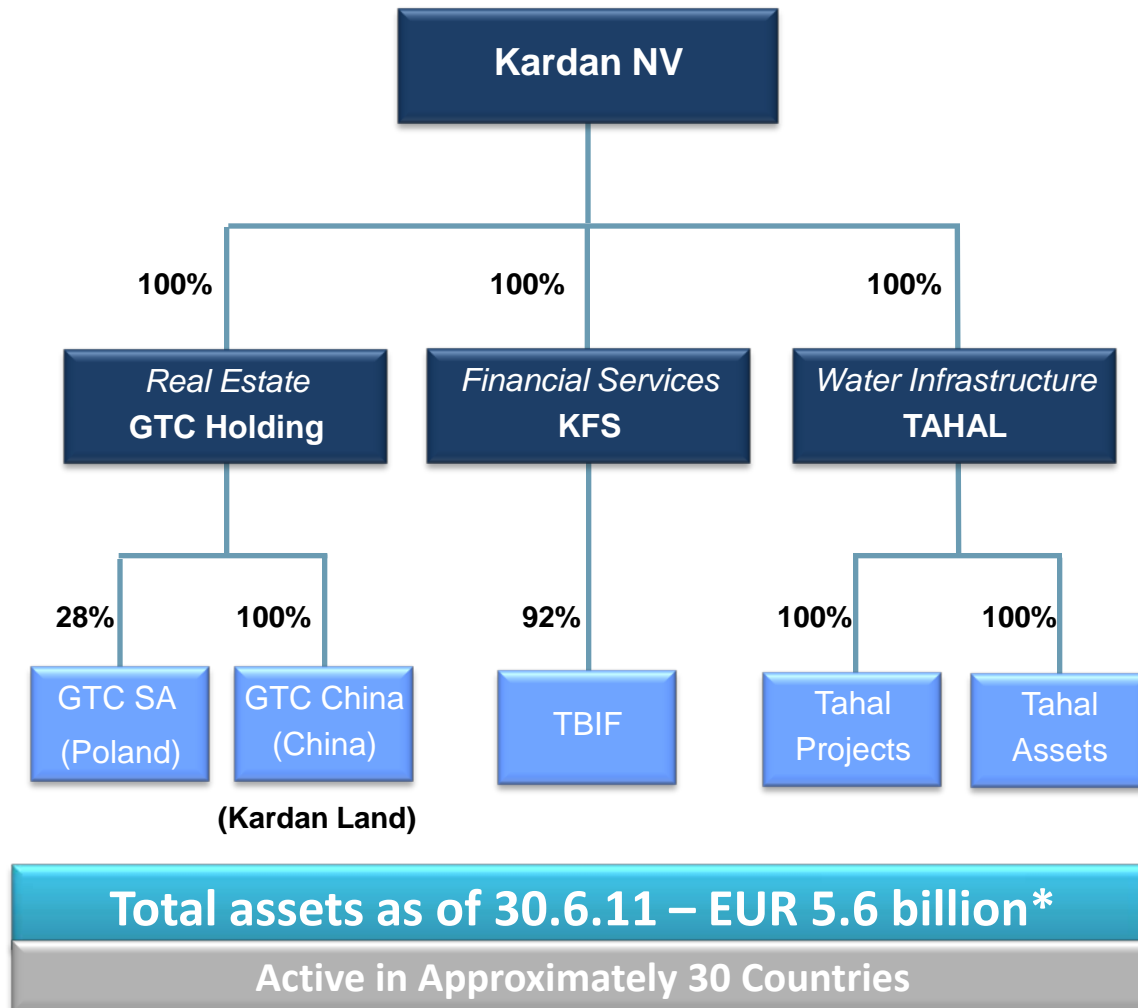 Kardan NV
100%
100%
100%
Real Estate
GTC Holding
Financial Services
KFS
Water Infrastructure
TAHAL
28%
100%
92%
100%
100%
GTC SA
(Poland)
GTC China
(China)
TBIF
Tahal
Projects
Tahal
Assets
(Kardan Land)
Total assets as of 30.6.11 – EUR 5.6 billion*
Active in Approximately 30 Countries